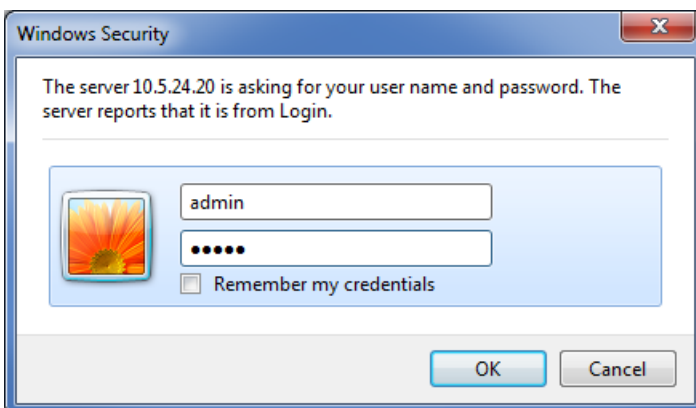 Windows Security
The server 10.5.24.20 is asking for your user name and password. The
server reports that it is from Login.
admin
●●●●●
Remember my credentials
OK
Cancel